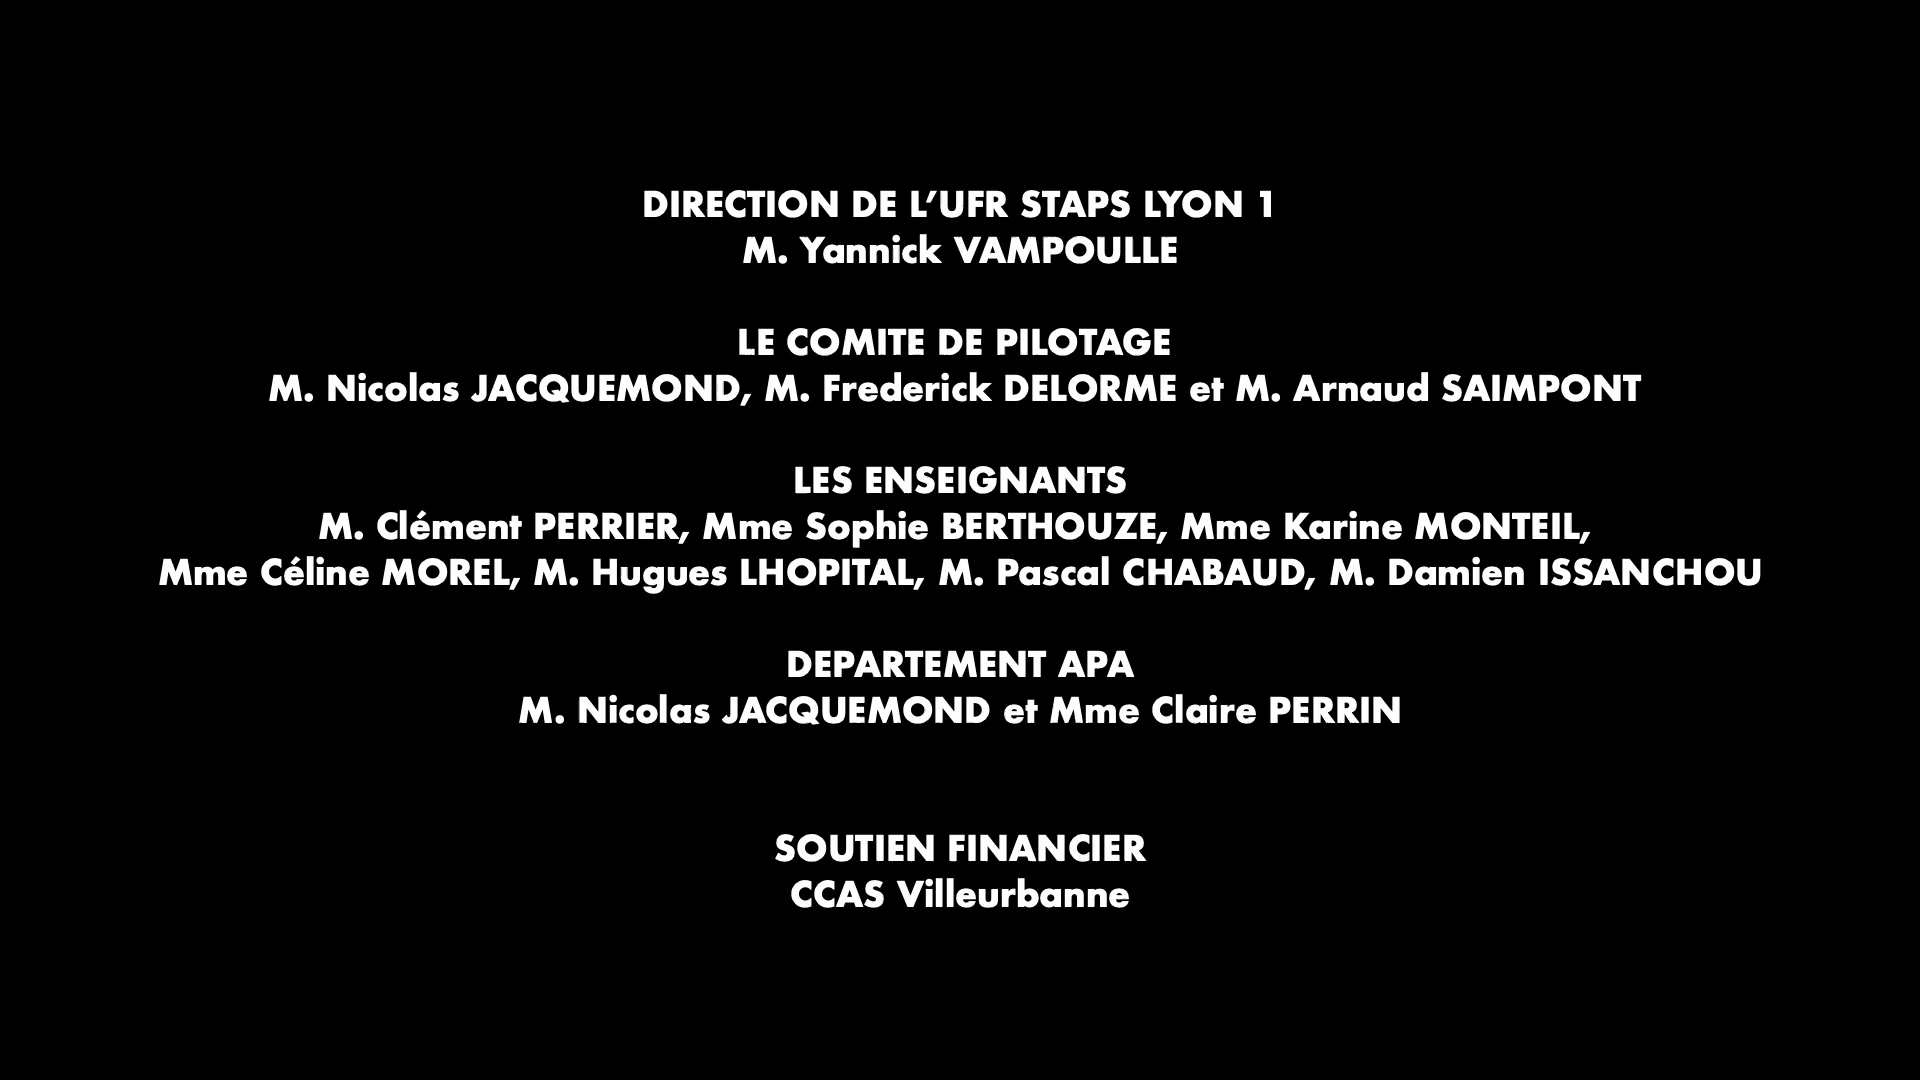 DIRECTION DE L’UFR STAPS LYON 1
M. Yannick VAMPOULLE
LE COMITE DE PILOTAGE
M. Nicolas JACQUEMOND, M. Frederick DELORME et M. Arnaud SAIMPONT
LES ENSEIGNANTS
M. Clément PERRIER, Mme Sophie BERTHOUZE, Mme Karine MONTEIL,
Mme Céline MOREL, M. Hugues LHOPITAL, M. Pascal CHABAUD, M. Damien ISSANCHOU
DEPARTEMENT APA
M. Nicolas JACQUEMOND et Mme Claire PERRIN
SOUTIEN FINANCIER
CCAS Villeurbanne